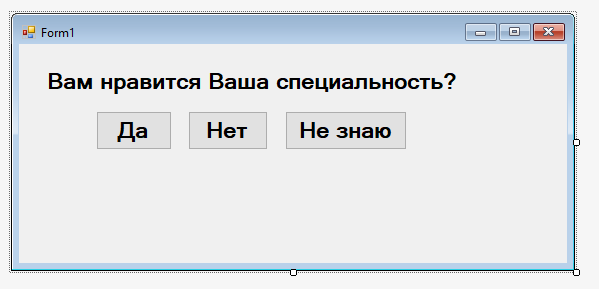 Form1
Вам нравится Ваша специальность?
Да Нет Не знаю